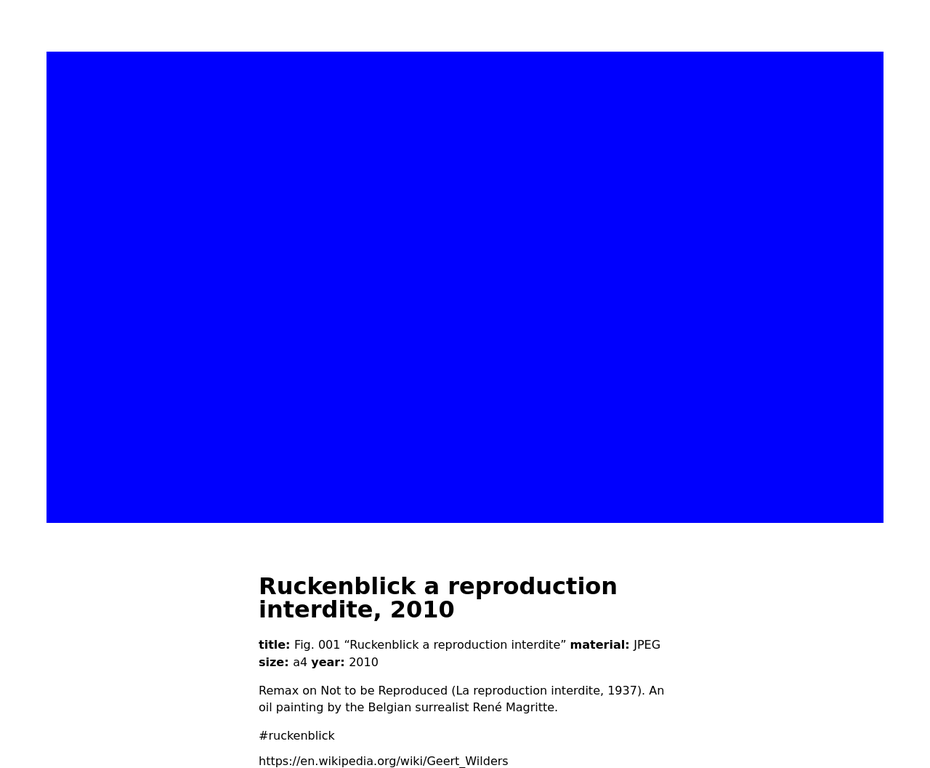 Ruckenblick a reproduction
interdite, 2010
title: Fig. 001 “Ruckenblick a reproduction interdite” material: JPEG
size: a4 year: 2010
Remax on Not to be Reproduced (La reproduction interdite, 1937). An
oil painting by the Belgian surrealist René Magritte.
#ruckenblick
https://en.wikipedia.org/wiki/Geert_Wilders